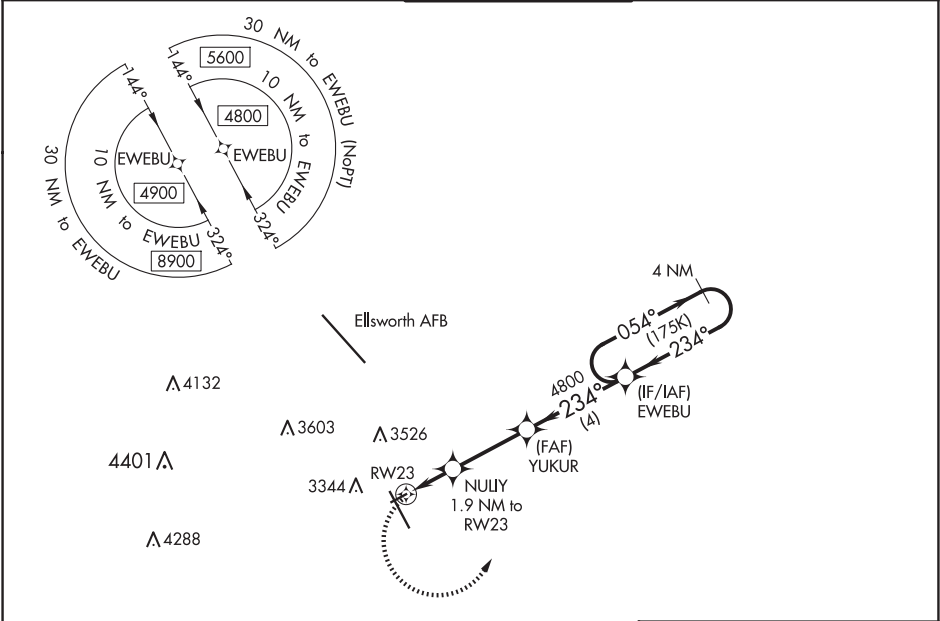 30 NM to EWEBU (NoPT)
5600
144°
10 NM to EWEBU
4800
EWEBU
324°
144°
EWEBU
10 NM to EWEBU
4900
324°
30 NM to EWEBU
8900
4 NM
Ellsworth AFB
054°
(175K)
234°
4132
4800
234°
(4)
(IF/IAF)
EWEBU
3603
3526
(FAF)
YUKUR
4401
RW23
3344
NULIY
1.9 NM to
RW23
4288